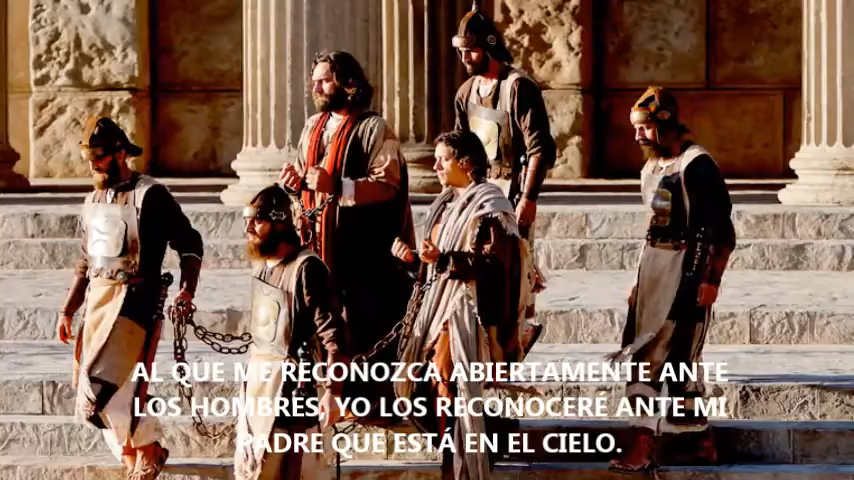 AL QUE ME RECONOZCA ABIERTAMENTE ANTE
LOS HOMBRES, YO LOS RECONOCERÉ ANTE MI
PADRE QUE ESTÁ EN EL CIELO.